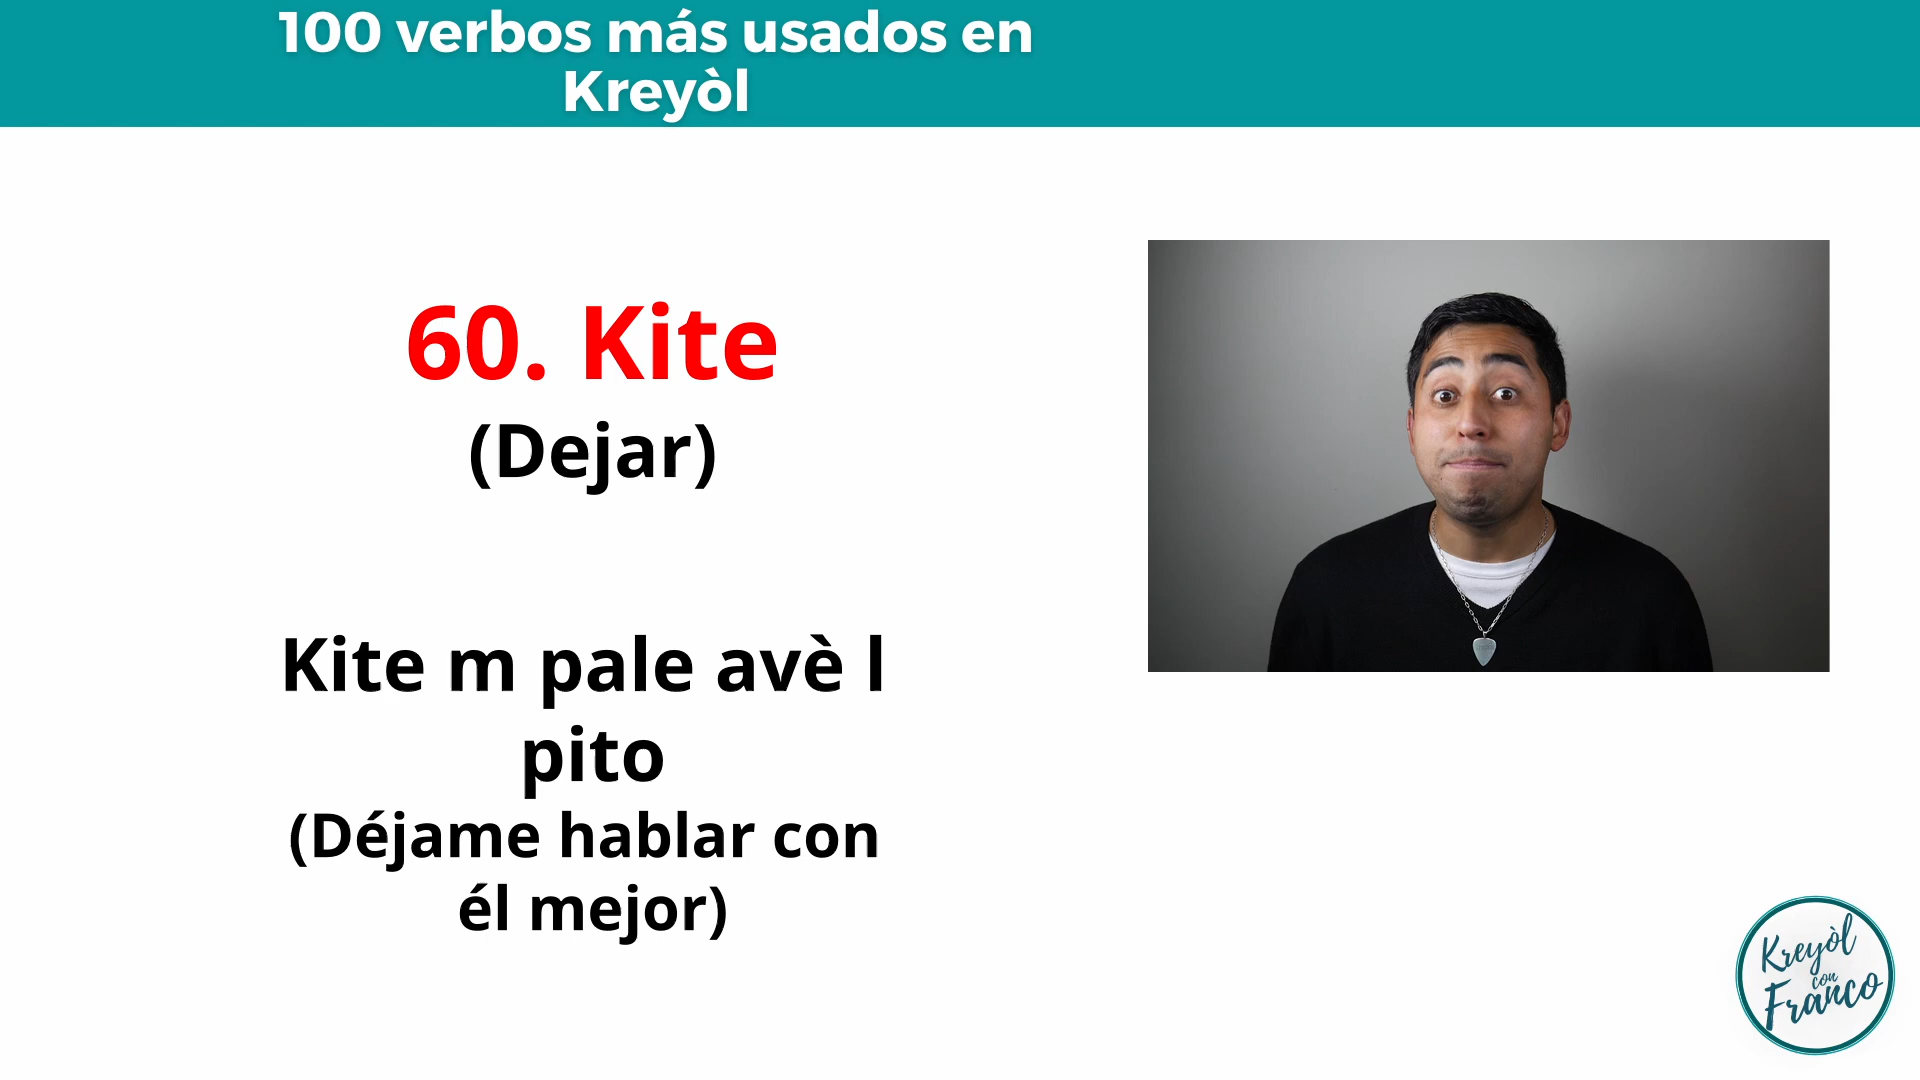 100 verbos más usados en
Kreyòl
60. Kite
(Dejar)
Kite m pale avè l
pito
(Déjame hablar con
él mejor)
Kreyòl
con
Franco